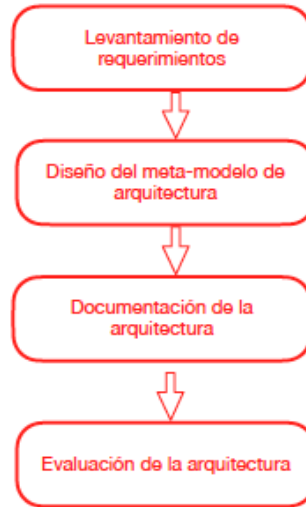 Levantamiento de
requerimientos
Diseño del meta-modelo de
arquitectura
Documentación de la
arquitectura
Evaluación de la arquitectura